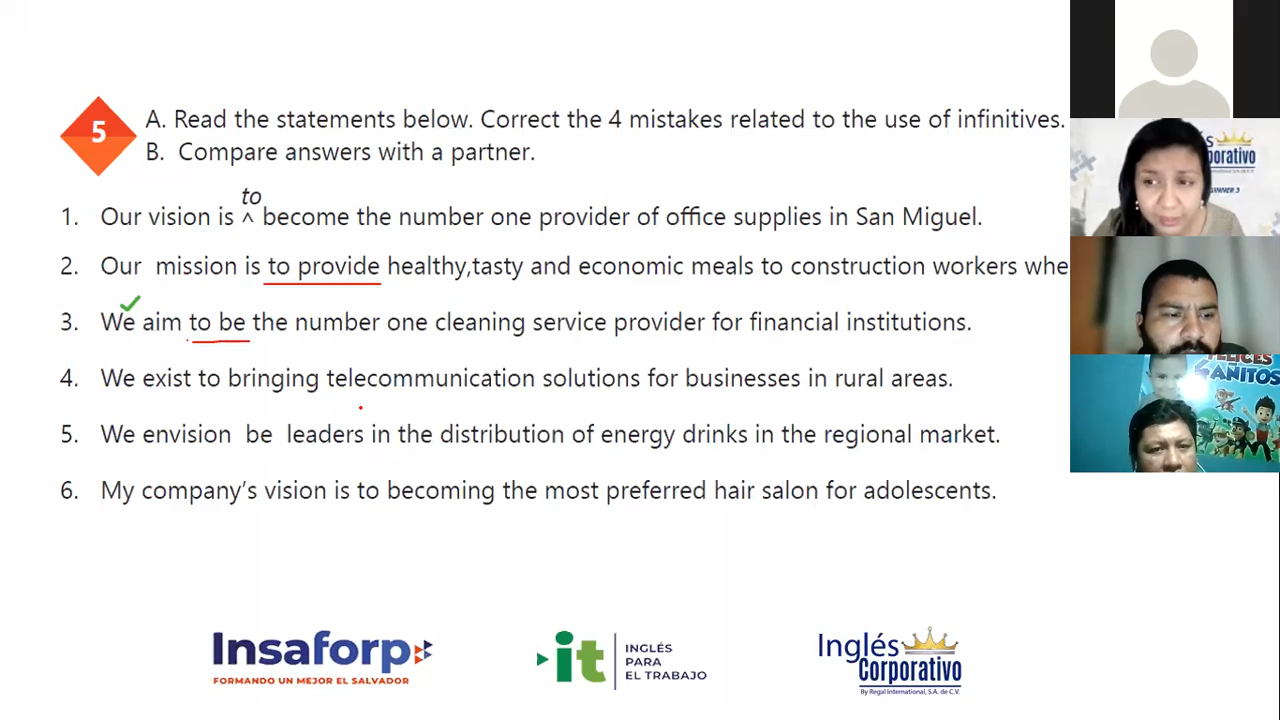 5
A. Read the statements below. Correct the 4 mistakes related to the use of infinitives.
B. Compare answers with a partner.
to
1. Our vision is ^ become the number one provider of office supplies in San Miguel.
2. Our mission is to provide healthy,tasty and economic meals to construction workers whe
3. We aim to be the number one cleaning service provider for financial institutions.
4. We exist to bringing telecommunication solutions for businesses in rural areas.
5. We envision be leaders in the distribution of energy drinks in the regional market.
6. My company's vision is to becoming the most preferred hair salon for adolescents.
Insaforp
FORMANDO UN MEJOR EL SALVADOR
it
INGLÉS
PARA
EL TRABAJO
Inglés
Corporativo
By Regal International, S.A. de C.V.
porativo
FELICES
AÑITOS